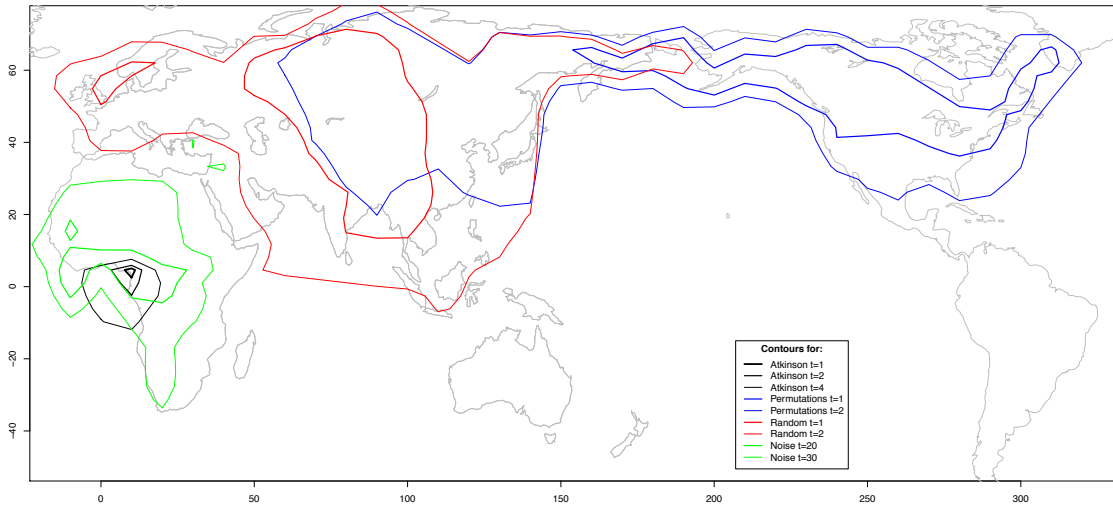 60
40
20
0
−20
−40
Contours for:
Atkinson t=1
Atkinson t=2
Atkinson t=4
Permutations t=1
Permutations t=2
Random t=1
Random t=2
Noise t=20
Noise t=30
0 50 100 150 200 250 300